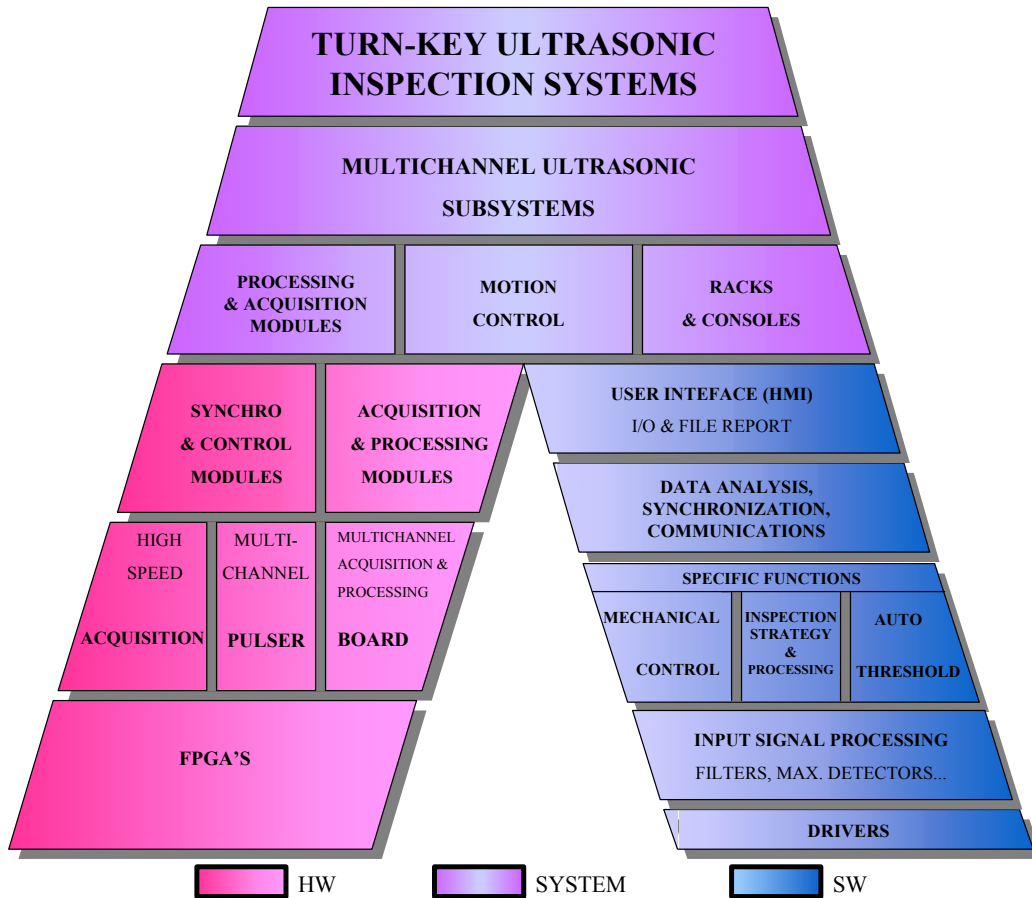 TURN-KEY ULTRASONIC
INSPECTION SYSTEMS
MULTICHANNEL ULTRASONIC
SUBSYSTEMS
PROCESSING
& ACQUISITION
MODULES
MOTION
CONTROL
RACKS
& CONSOLES
SYNCHRO
& CONTROL
MODULES
ACQUISITION
& PROCESSING
MODULES
HIGH
SPEED
ACQUISITION
MULTI-
CHANNEL
PULSER
MULTICHANNEL
ACQUISITION &
PROCESSING
BOARD
FPGA'S
USER INTEFACE (HMI)
I/O & FILE REPORT
DATA ANALYSIS,
SYNCHRONIZATION,
COMMUNICATIONS
SPECIFIC FUNCTIONS
MECHANICAL
CONTROL
INSPECTION
STRATEGY
&
PROCESSING
AUTO
THRESHOLD
INPUT SIGNAL PROCESSING
FILTERS, MAX. DETECTORS...
DRIVERS
HW
SYSTEM
SW